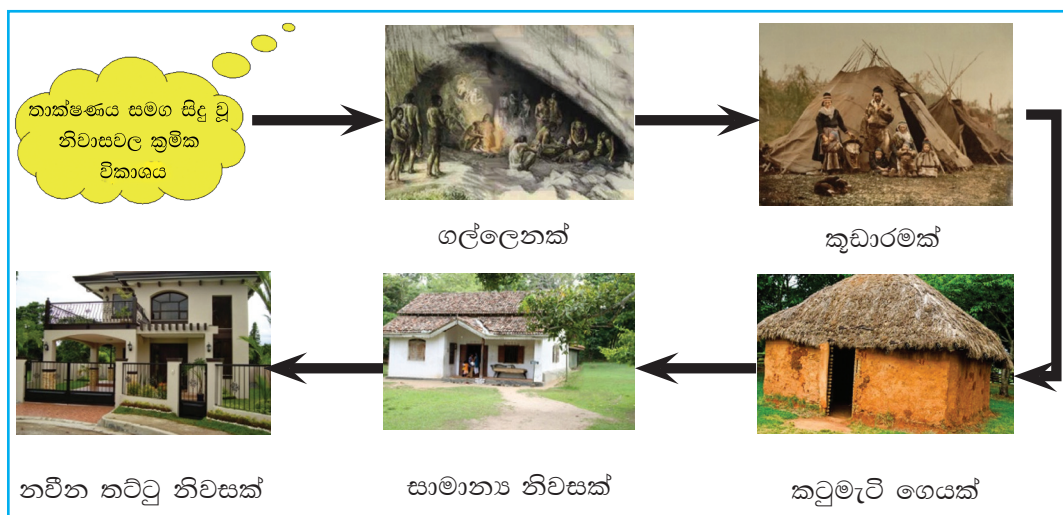 තාක්ෂණය සමග සිදු වූ
නිවාසවල ක්‍රමික
විකාශය
ගල්ලෙනක්
කූඩාරමක්
කටුමැටි ගෙයක්
සාමාන්‍ය නිවසක්
නවීන තට්ටු නිවසක්